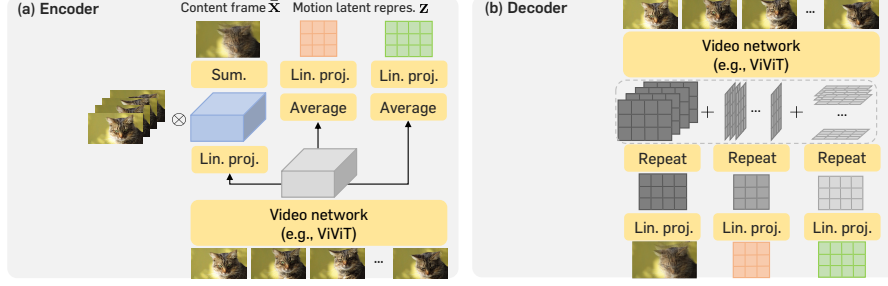 (a) Encoder
Content frame x̄
Motion latent repres. z
Sum.
Lin. proj.
Lin. proj.
Average
Average
⊗
Lin. proj.
Video network
(e.g., ViViT)
...
(b) Decoder
...
Video network
(e.g., ViViT)
+ ... + ...
Repeat
Repeat
Repeat
Lin. proj.
Lin. proj.
Lin. proj.